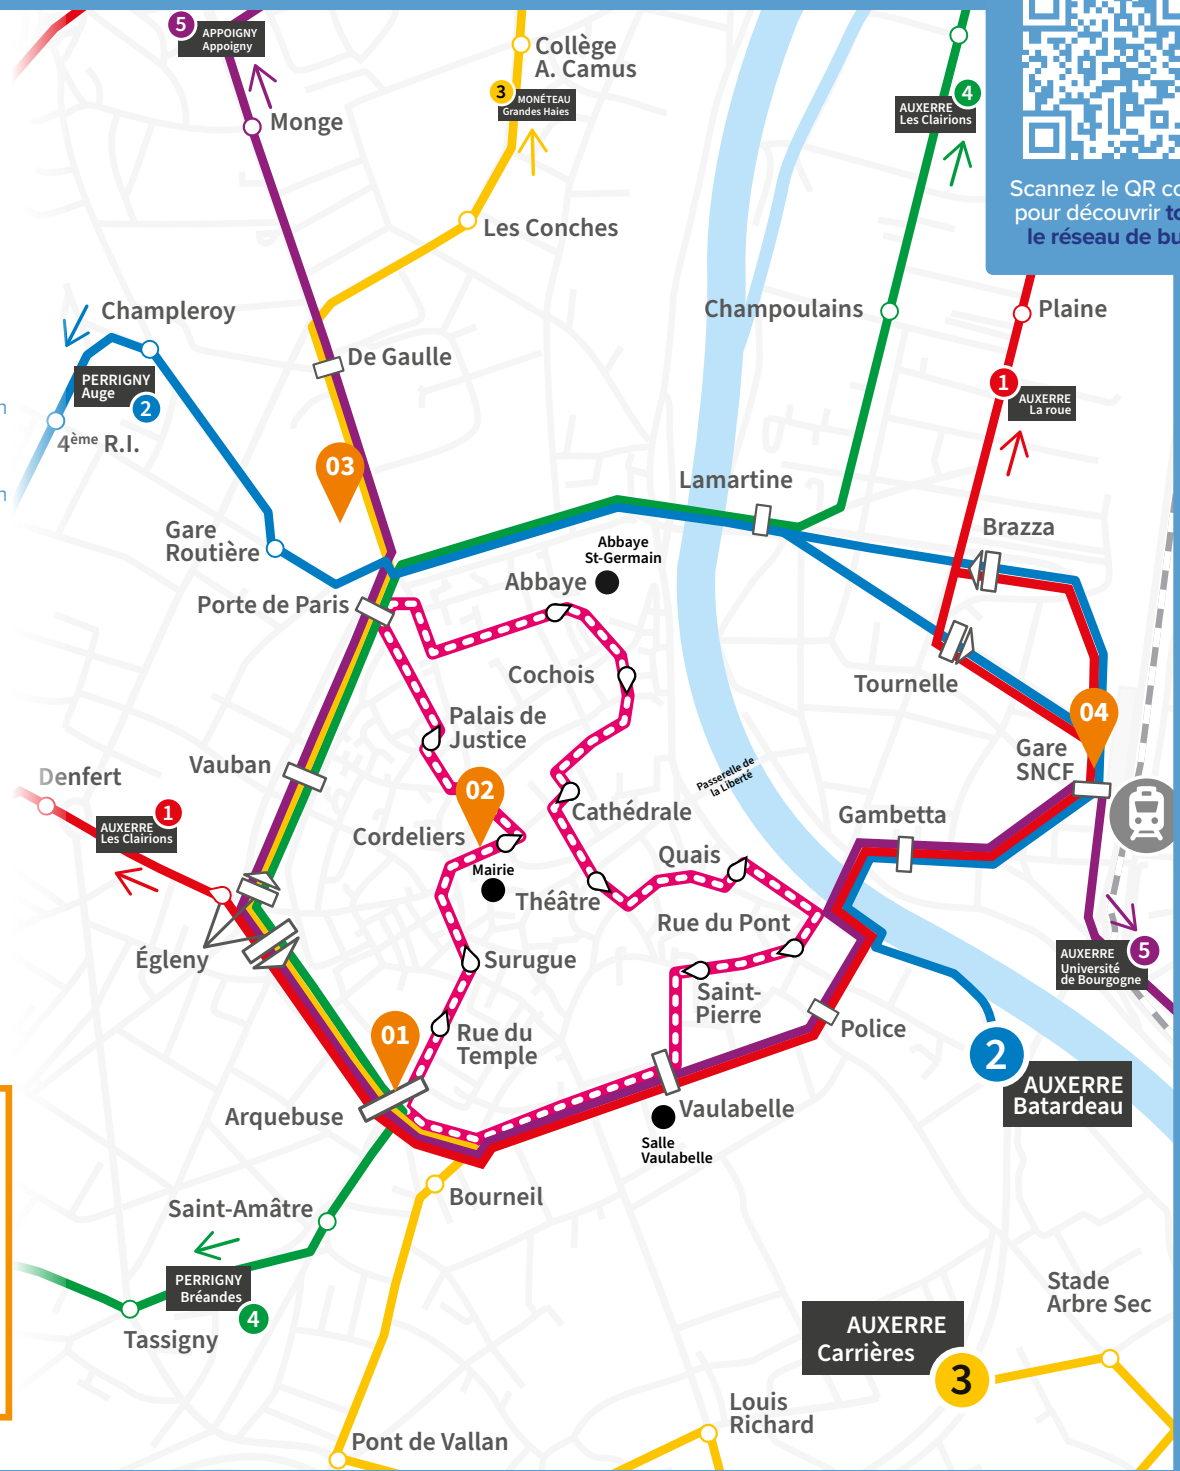 5
APPOIGNY
Appoigny
Collège
A. Camus
3
MONÉTEAU
Grandes Haies
Monge
4
AUXERRE
Les Clairions
Scannez le QR
pour découvrir
le réseau de
Les Conches
Champleroy
Champoulains
Plaine
De Gaulle
PERRIGNY
Auge
2
1
AUXERRE
La roue
4ème R.I.
03
Lamartine
Gare
Routière
Brazza
Abbaye
St-Germain
Abbaye
Porte de Paris
Cochois
Tournelle
Palais de
Justice
04
Gare
SNCF
Vauban
Denfert
02
Passerelle de
la Liberté
1
AUXERRE
Les Clairions
Cathédrale
Gambetta
Cordeliers
Quais
Mairie
Théâtre
Rue du Pont
Égleny
Surugue
5
AUXERRE
Université
de Bourgogne
Saint-
Pierre
Rue du
Temple
Police
01
2
AUXERRE
Batardeau
Arquebuse
Vaulabelle
Salle
Vaulabelle
Bourneil
Saint-Amâtre
PERRIGNY
Bréandes
4
Tassigny
Stade
Arbre Sec
AUXERRE
Carrières
3
Louis
Richard
Pont de Vallan